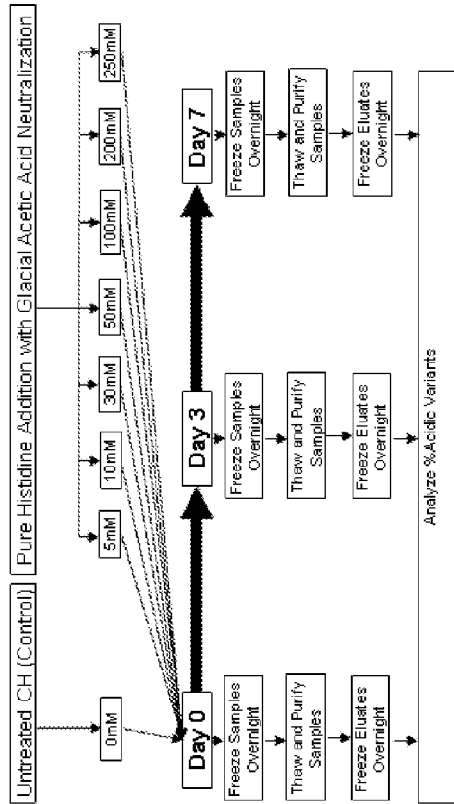 Untreated CH (Control)
Pure Histidine Addition with Glacial Acetic Acid Neutralization
0mM
5mM
10mM
30mM
50mM
100mM
200mM
250mM
Day 0
Day 3
Day 7
Freeze Samples
Overnight
Freeze Samples
Overnight
Freeze Samples
Overnight
Thaw and Purify
Samples
Thaw and Purify
Samples
Thaw and Purify
Samples
Freeze Eluates
Overnight
Freeze Eluates
Overnight
Freeze Eluates
Overnight
Analyze %Acidic Variants